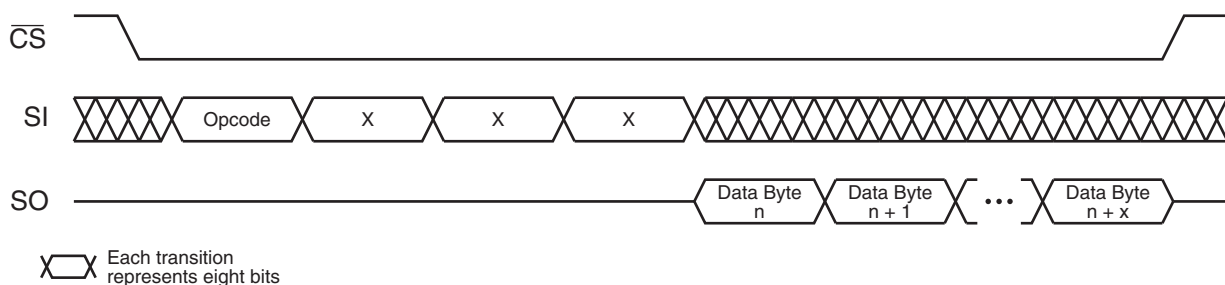 CS
SI
Opcode X X X
SO
Data Byte n
Data Byte n + 1
•••
Data Byte n + x
Each transition
represents eight bits